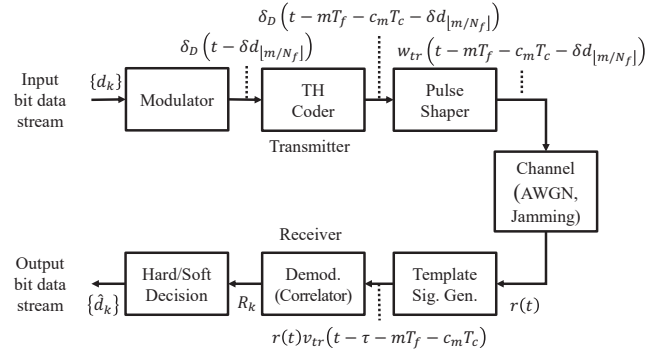 δ_D(t − mT_f − c_mT_c − δd_⌊m/N_f⌋)
δ_D(t − δd_⌊m/N_f⌋)
w_tr(t − mT_f − c_mT_c − δd_⌊m/N_f⌋)
Input
bit data
stream
{d_k}
Modulator
TH
Coder
Pulse
Shaper
Transmitter
Channel
(AWGN,
Jamming)
Receiver
Output
bit data
stream
{d̂_k}
Hard/Soft
Decision
R_k
Demod.
(Correlator)
Template
Sig. Gen.
r(t)
r(t)v_tr(t − τ − mT_f − c_mT_c)